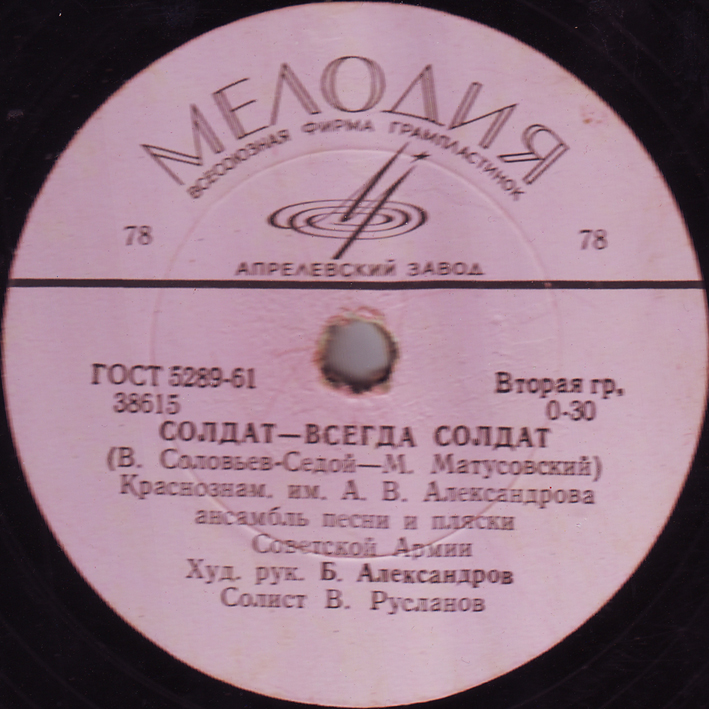 МЕЛОДИЯ
ВСЕСОЮЗНАЯ ФИРМА ГРАМПЛАСТИНОК
78 78
АПРЕЛЕВСКИЙ ЗАВОД
ГОСТ 5289-61 Вторая гр.
38615 0-30
СОЛДАТ—ВСЕГДА СОЛДАТ
(В. Соловьев-Седой—М. Матусовский)
Краснознам. им. А. В. Александрова
ансамбль песни и пляски
Советской Армии
Худ. рук. Б. Александров
Солист В. Русланов